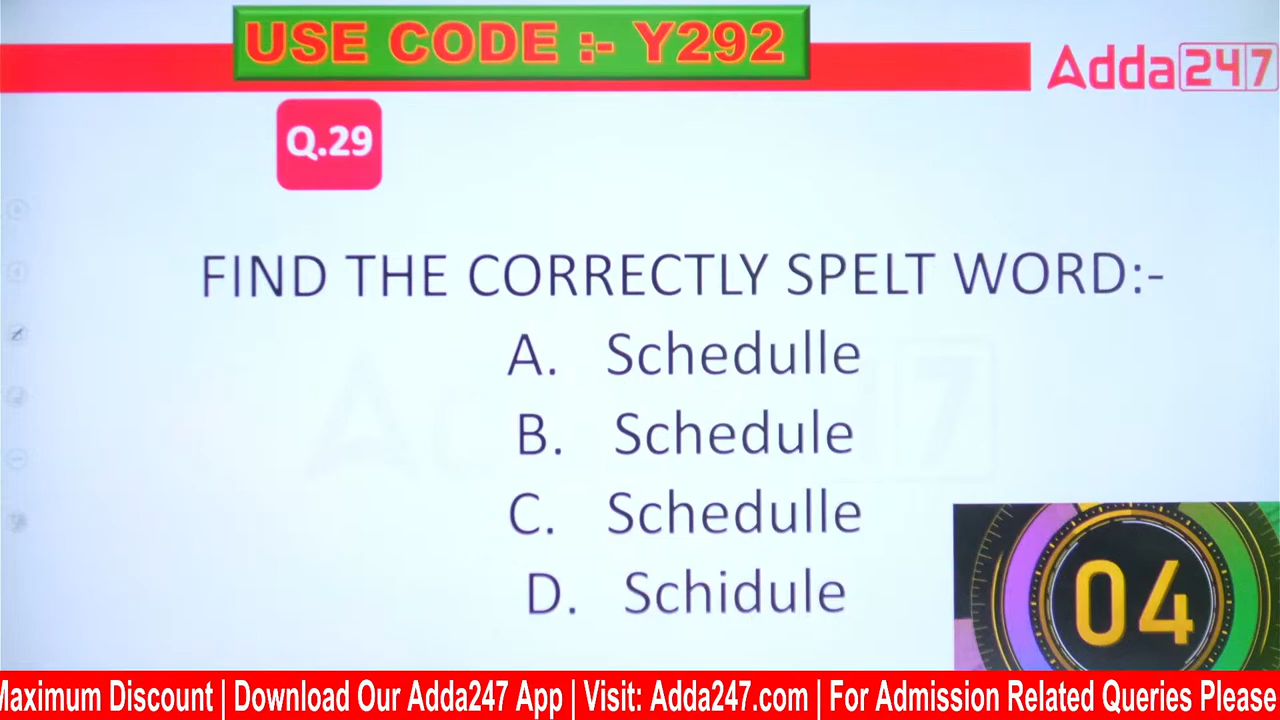 USE CODE :- Y292
Adda247
Q.29
FIND THE CORRECTLY SPELT WORD:-
A. Schedulle
B. Schedule
C. Schedulle
D. Schidule
04
Maximum Discount | Download Our Adda247 App | Visit: Adda247.com | For Admission Related Queries Please